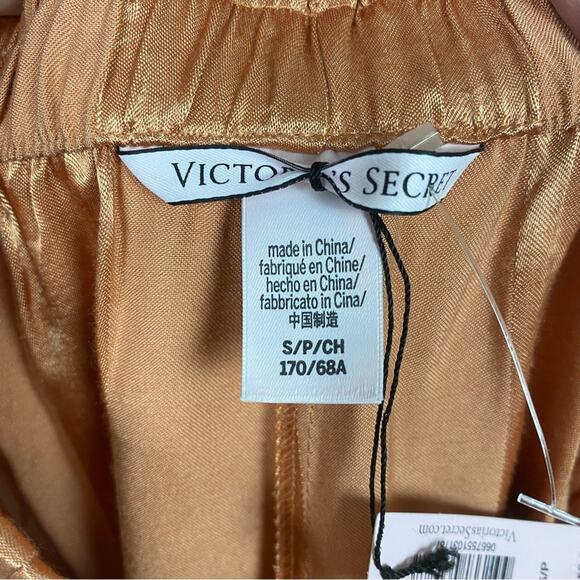 VICTORIA'S SECRET
made in China/
fabriqué en Chine/
hecho en China/
fabbricato in Cina/
中国制造
S/P/CH
170/68A
VictoriasSecret.com